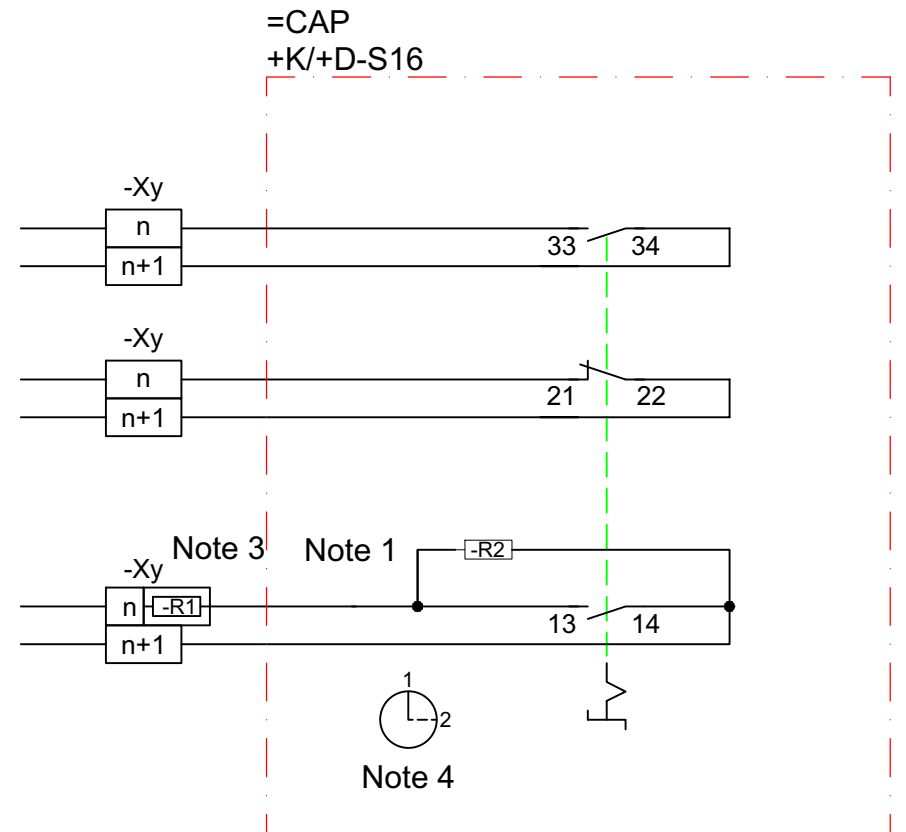 =CAP
+K/+D-S16
-Xy
n
33 34
n+1
-Xy
n
21 22
n+1
Note 3 Note 1 -R2
-Xy
n -R1
13 14
n+1
1
2
Note 4